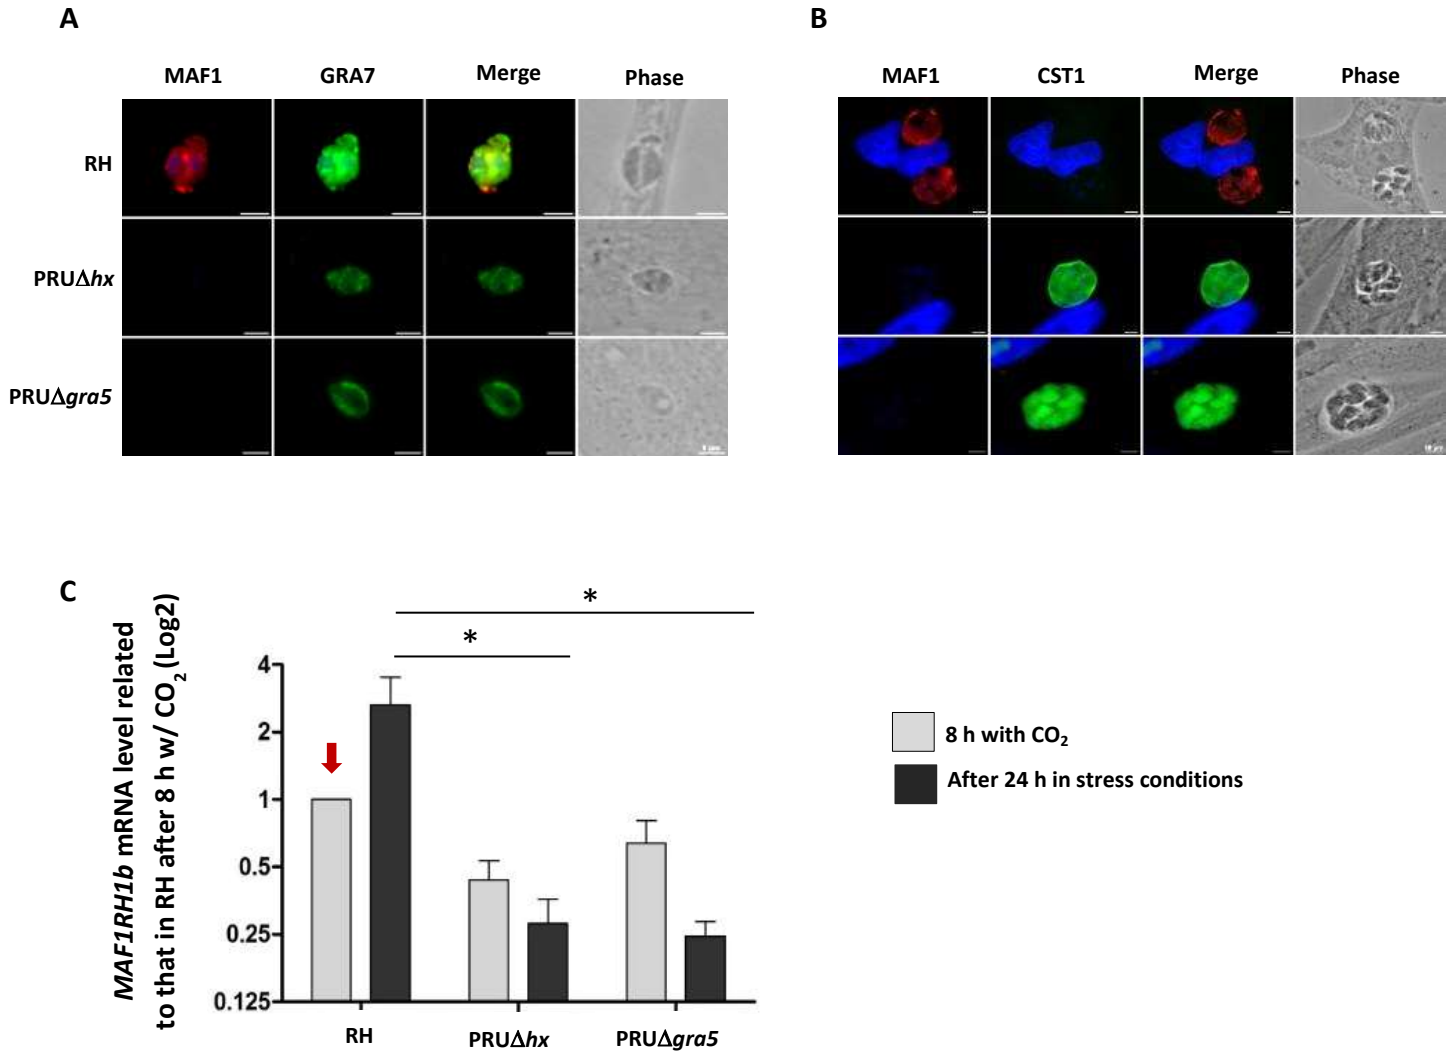 A
B
MAF1 GRA7 Merge Phase
MAF1 CST1 Merge Phase
RH
PRUΔhx
PRUΔgra5
C
MAF1RH1b mRNA level related
to that in RH after 8 h w/ CO2 (Log2)
*
*
4
2
1
0.5
0.25
0.125
RH PRUΔhx PRUΔgra5
8 h with CO2
After 24 h in stress conditions